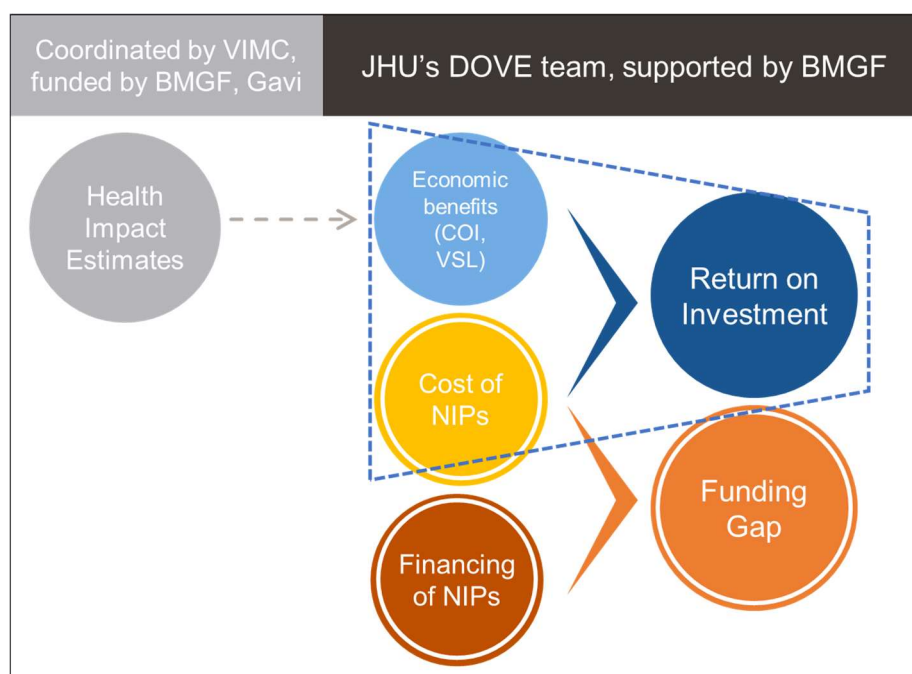 Coordinated by VIMC,
funded by BMGF, Gavi
JHU's DOVE team, supported by BMGF
Health
Impact
Estimates
Economic
benefits
(COI,
VSL)
Return on
Investment
Cost of
NIPs
Funding
Gap
Financing
of NIPs